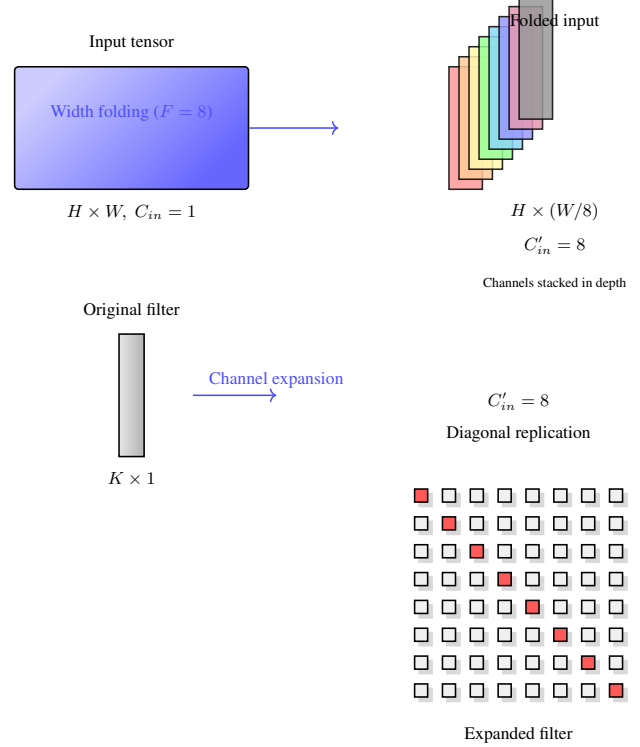 Folded input
Input tensor
Width folding (F = 8)
H × W, C_in = 1
H × (W/8)
C′_in = 8
Channels stacked in depth
Original filter
Channel expansion
K × 1
C′_in = 8
Diagonal replication
Expanded filter